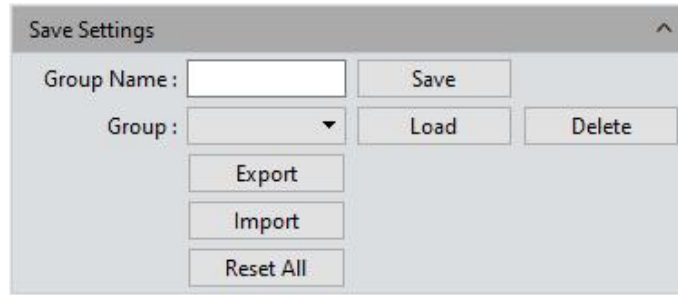 Save Settings
Group Name : Save
Group : Load Delete
Export
Import
Reset All